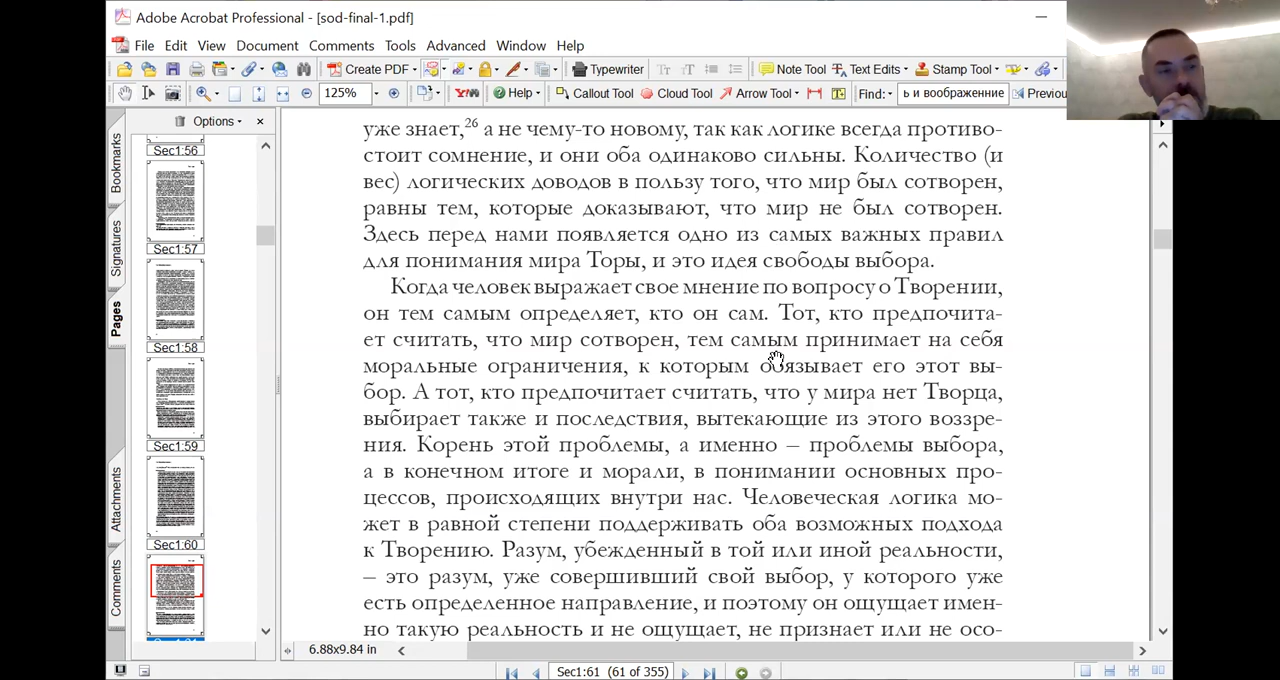 Adobe Acrobat Professional - [sod-final-1.pdf]
File Edit View Document Comments Tools Advanced Window Help
Create PDF Typewriter Note Tool Text Edits Stamp Tool
125% Help Callout Tool Cloud Tool Arrow Tool Find: ь и воображенние Previou
Options
Bookmarks
Signatures
Pages
Attachments
Comments
Sec1:56
Sec1:57
Sec1:58
Sec1:59
Sec1:60
уже знает,26 а не чему-то новому, так как логике всегда противо-
стоит сомнение, и они оба одинаково сильны. Количество (и
вес) логических доводов в пользу того, что мир был сотворен,
равны тем, которые доказывают, что мир не был сотворен.
Здесь перед нами появляется одно из самых важных правил
для понимания мира Торы, и это идея свободы выбора.
Когда человек выражает свое мнение по вопросу о Творении,
он тем самым определяет, кто он сам. Тот, кто предпочита-
ет считать, что мир сотворен, тем самым принимает на себя
моральные ограничения, к которым обязывает его этот вы-
бор. А тот, кто предпочитает считать, что у мира нет Творца,
выбирает также и последствия, вытекающие из этого воззре-
ния. Корень этой проблемы, а именно – проблемы выбора,
а в конечном итоге и морали, в понимании основных про-
цессов, происходящих внутри нас. Человеческая логика мо-
жет в равной степени поддерживать оба возможных подхода
к Творению. Разум, убежденный в той или иной реальности,
– это разум, уже совершивший свой выбор, у которого уже
есть определенное направление, и поэтому он ощущает имен-
но такую реальность и не ощущает, не признает или не осо-
6.88x9.84 in
Sec1:61 (61 of 355)